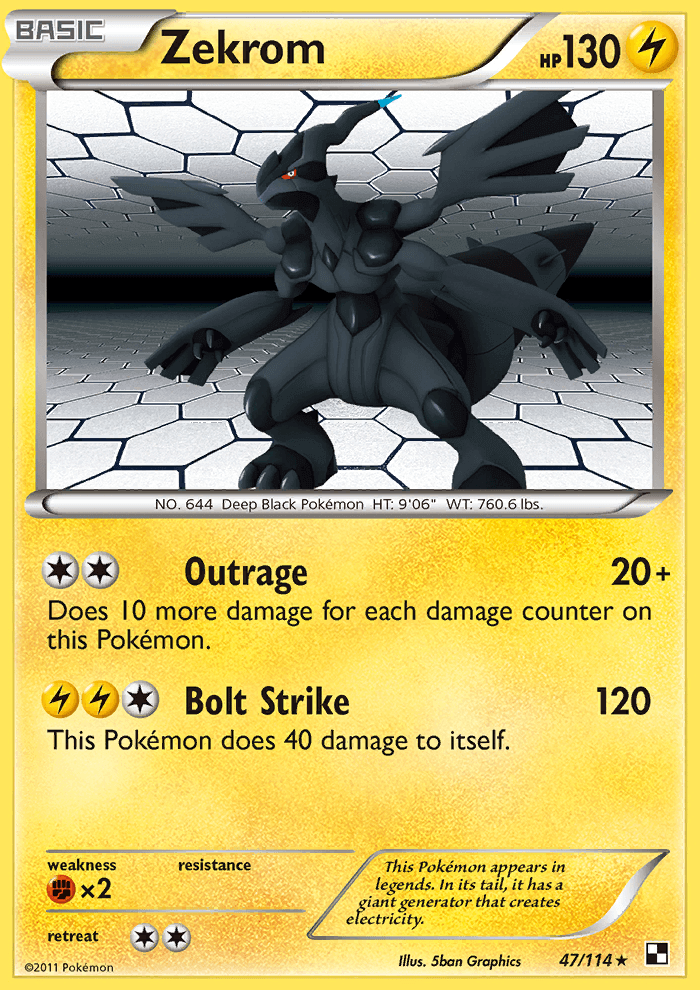 BASIC
Zekrom
HP130
NO. 644 Deep Black Pokémon HT: 9'06" WT: 760.6 lbs.
Outrage 20+
Does 10 more damage for each damage counter on
this Pokémon.
Bolt Strike 120
This Pokémon does 40 damage to itself.
weakness resistance
×2
This Pokémon appears in
legends. In its tail, it has a
giant generator that creates
electricity.
retreat
©2011 Pokémon
Illus. 5ban Graphics
47/114 ★